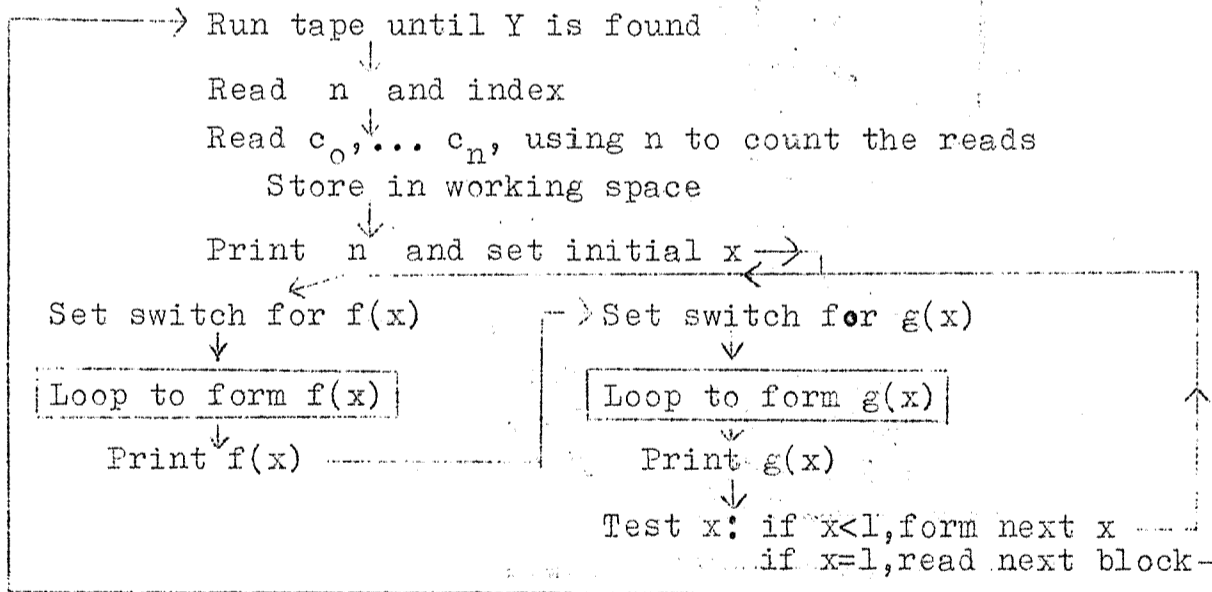 Run tape until Y is found
Read n and index
Read c₀,... cₙ, using n to count the reads
Store in working space
Print n and set initial x
Set switch for f(x)
Loop to form f(x)
Print f(x)
Set switch for g(x)
Loop to form g(x)
Print g(x)
Test x: if x<1,form next x
if x=1,read next block